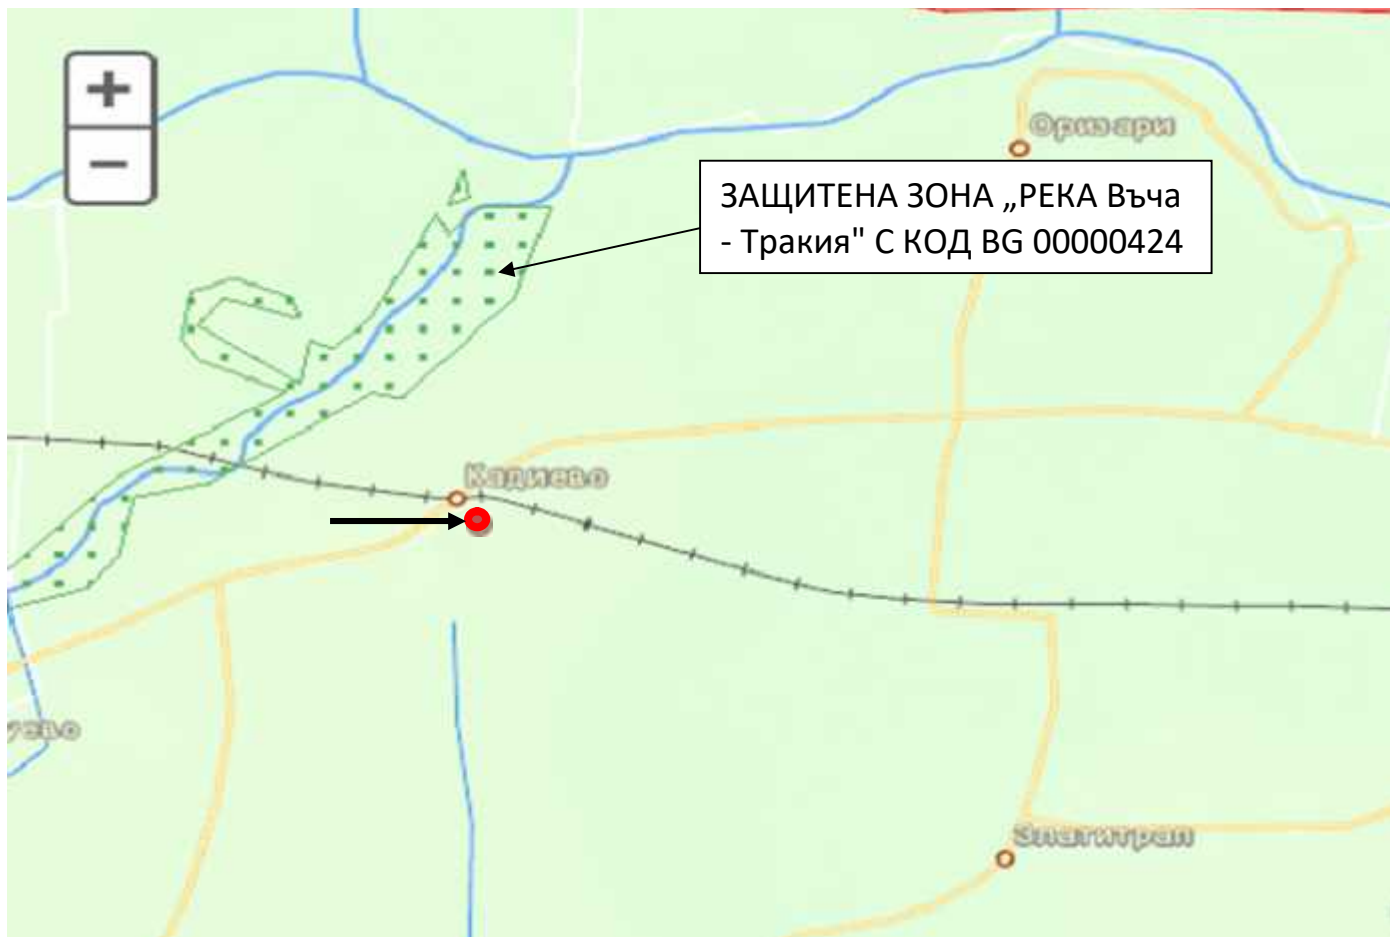 +
−
Оризари
ЗАЩИТЕНА ЗОНА „РЕКА Въча
- Тракия" С КОД BG 00000424
Кадиево
Златитрап